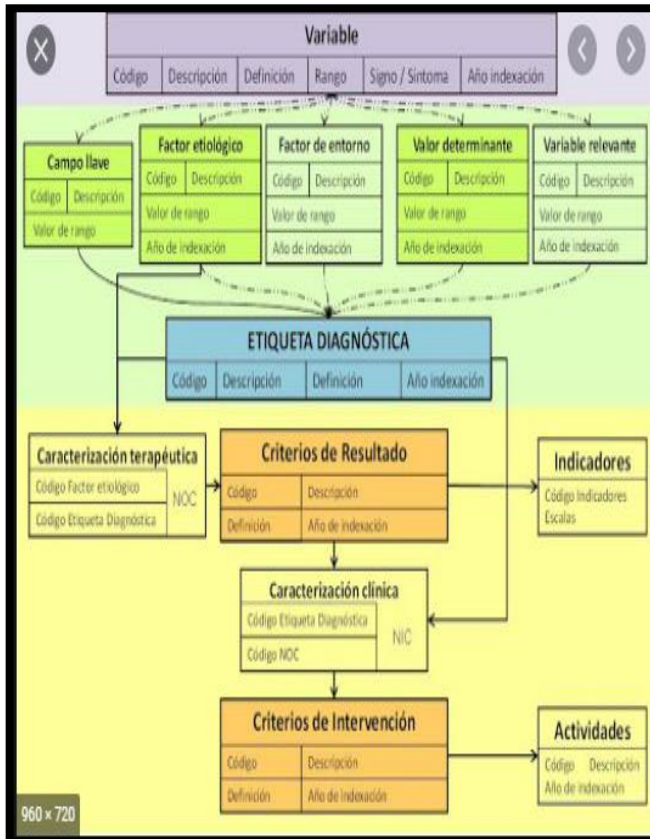 Variable
Código Descripción Definición Rango Signo / Síntoma Año indexación
Campo llave
Código Descripción
Valor de rango
Factor etiológico
Código Descripción
Valor de rango
Año de indexación
Factor de entorno
Código Descripción
Valor de rango
Año de indexación
Valor determinante
Código Descripción
Valor de rango
Año de indexación
Variable relevante
Código Descripción
Valor de rango
Año de indexación
ETIQUETA DIAGNÓSTICA
Código Descripción Definición Año indexación
Caracterización terapéutica
Código Factor etiológico
Código Etiqueta Diagnóstica
NOC
Criterios de Resultado
Código Descripción
Definición Año de indexación
Indicadores
Código Indicadores
Escalas
Caracterización clínica
Código Etiqueta Diagnóstica
Código NOC
NIC
Criterios de Intervención
Código Descripción
Definición Año de indexación
Actividades
Código Descripción
Año de indexación
960 × 720